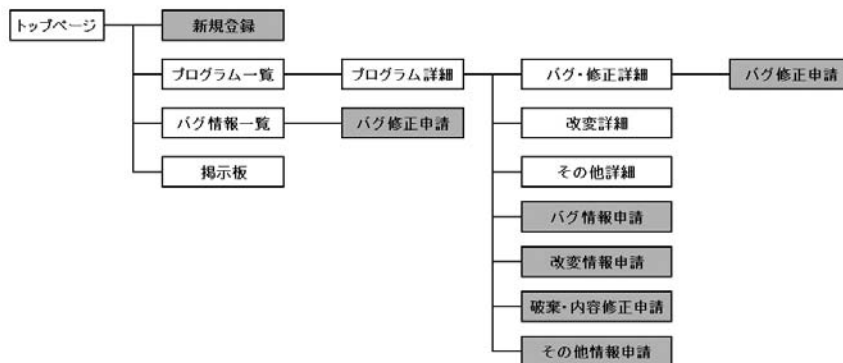 トップページ
新規登録
プログラム一覧
プログラム詳細
バグ・修正詳細
バグ修正申請
バグ情報一覧
バグ修正申請
改変詳細
掲示板
その他詳細
バグ情報申請
改変情報申請
破棄・内容修正申請
その他情報申請